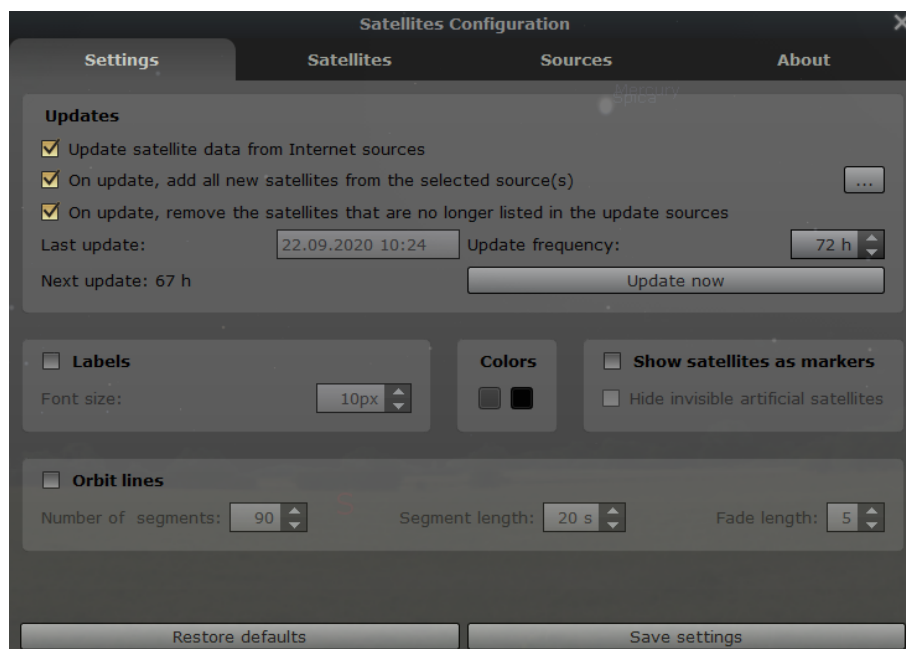 Satellites Configuration
Settings Satellites Sources About
Mercury
Spica
Updates
Update satellite data from Internet sources
On update, add all new satellites from the selected source(s) ...
On update, remove the satellites that are no longer listed in the update sources
Last update: 22.09.2020 10:24 Update frequency: 72 h
Next update: 67 h Update now
Labels Colors Show satellites as markers
Font size: 10px Hide invisible artificial satellites
Orbit lines
Number of segments: 90 Segment length: 20 s Fade length: 5
Restore defaults Save settings